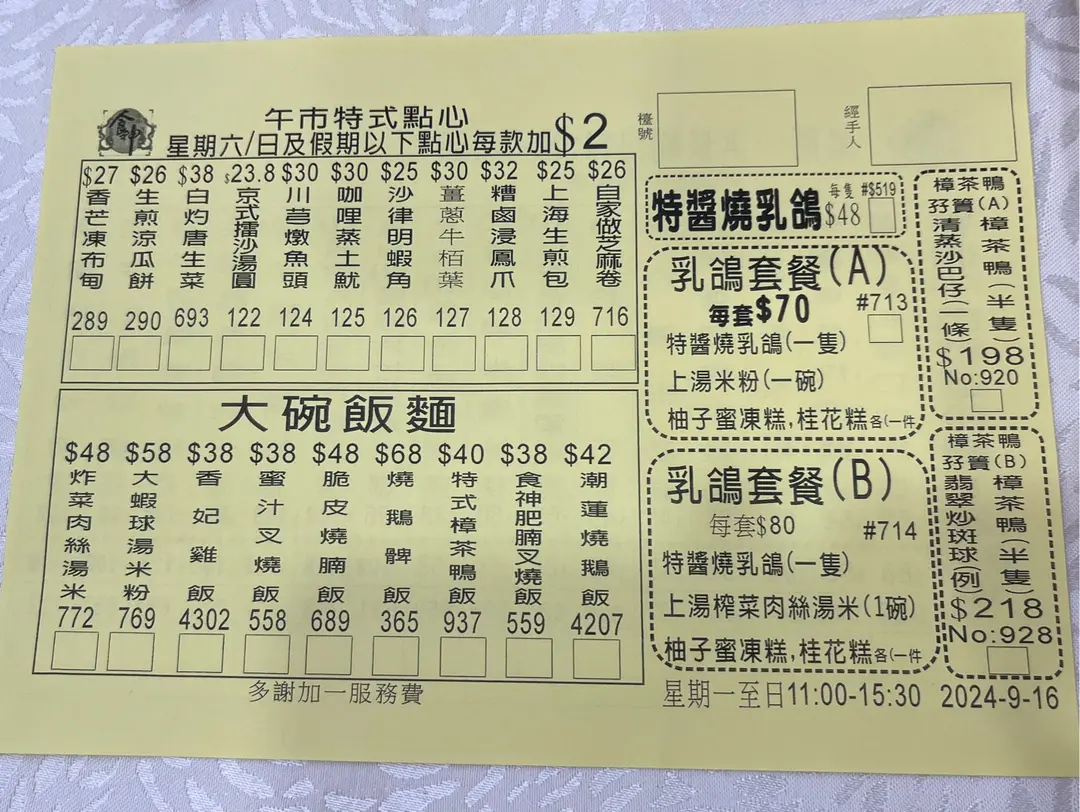 午市特式點心
星期六/日及假期以下點心每款加$2
檯號
經手人
$27 $26 $38 $23.8 $30 $30 $25 $30 $32 $25 $26
香芒凍布甸
生煎涼瓜餅
白灼唐生菜
京式擂沙湯圓
川芎燉魚頭
咖哩蒸土魷
沙律明蝦角
薑蔥牛栢葉
糟鹵浸鳳爪
上海生煎包
自家做芝麻卷
289 290 693 122 124 125 126 127 128 129 716
大碗飯麵
$48 $58 $38 $38 $48 $68 $40 $38 $42
炸菜肉絲湯米
大蝦球湯米粉
香妃雞飯
蜜汁叉燒飯
脆皮燒腩飯
燒鵝髀飯
特式樟茶鴨飯
食神肥腩叉燒飯
潮蓮燒鵝飯
772 769 4302 558 689 365 937 559 4207
多謝加一服務費
特醬燒乳鴿 每隻 $48 #$519
乳鴿套餐(A)
每套$70 #713
特醬燒乳鴿(一隻)
上湯米粉(一碗)
柚子蜜凍糕,桂花糕各(一件
乳鴿套餐(B)
每套$80 #714
特醬燒乳鴿(一隻)
上湯榨菜肉絲湯米(1碗)
柚子蜜凍糕,桂花糕各(一件
樟茶鴨
孖寶(A)
樟茶鴨(半隻)
清蒸沙巴仔(一條)
$198
No:920
樟茶鴨
孖寶(B)
樟茶鴨(半隻)
翡翠炒斑球(例)
$218
No:928
星期一至日11:00-15:30 2024-9-16